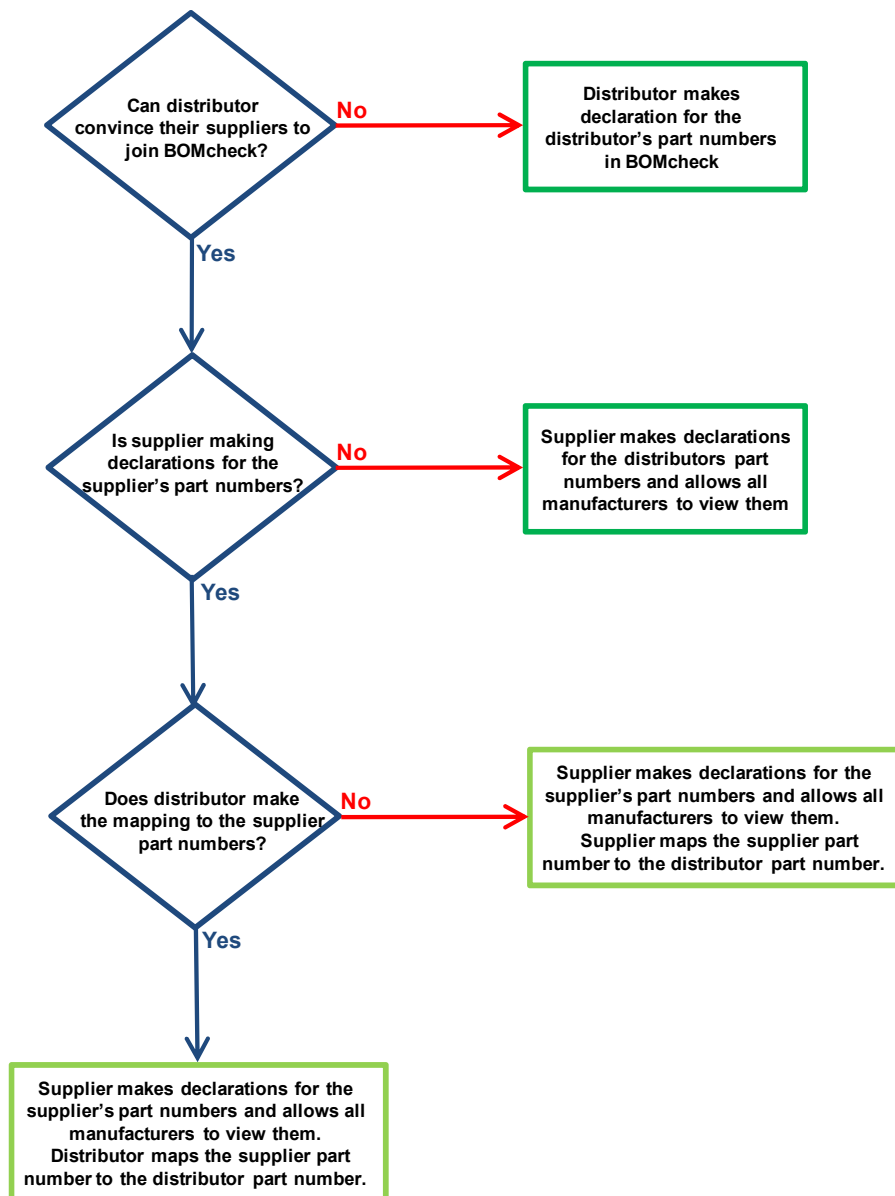 Can distributor
convince their suppliers to
join BOMcheck?
No
Distributor makes
declaration for the
distributor's part numbers
in BOMcheck
Yes
Is supplier making
declarations for the
supplier's part numbers?
No
Supplier makes declarations
for the distributors part
numbers and allows all
manufacturers to view them
Yes
Does distributor make
the mapping to the supplier
part numbers?
No
Supplier makes declarations for the
supplier's part numbers and allows all
manufacturers to view them.
Supplier maps the supplier part
number to the distributor part number.
Yes
Supplier makes declarations for the
supplier's part numbers and allows all
manufacturers to view them.
Distributor maps the supplier part
number to the distributor part number.